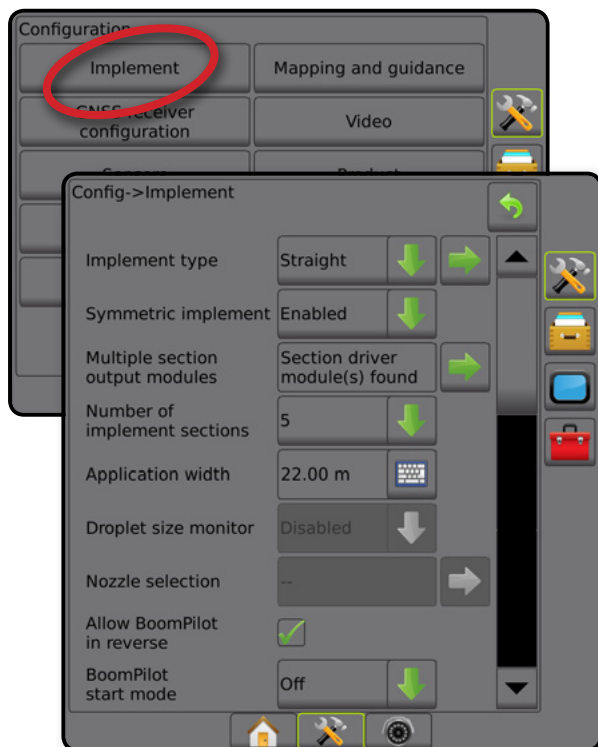 Configuration
Implement
Mapping and guidance
GNSS receiver
configuration
Video
Sensors
Product
Config->Implement
Implement type
Straight
Symmetric implement
Enabled
Multiple section
output modules
Section driver
module(s) found
Number of
implement sections
5
Application width
22.00 m
Droplet size monitor
Disabled
Nozzle selection
--
Allow BoomPilot
in reverse
BoomPilot
start mode
Off